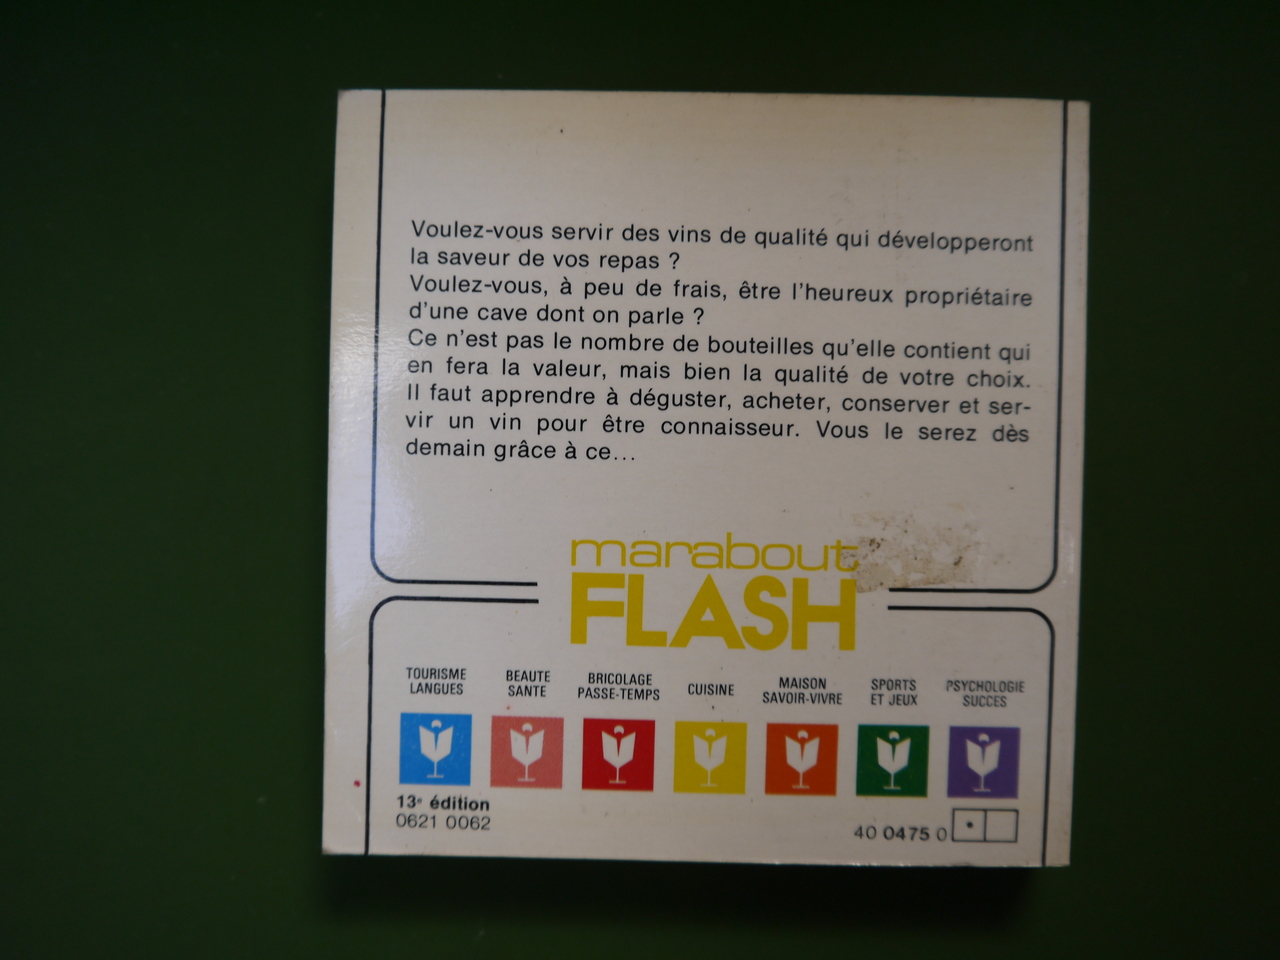 Voulez-vous servir des vins de qualité qui développeront
la saveur de vos repas ?
Voulez-vous, à peu de frais, être l'heureux propriétaire
d'une cave dont on parle ?
Ce n'est pas le nombre de bouteilles qu'elle contient qui
en fera la valeur, mais bien la qualité de votre choix.
Il faut apprendre à déguster, acheter, conserver et ser-
vir un vin pour être connaisseur. Vous le serez dès
demain grâce à ce...
marabout
FLASH
TOURISME
LANGUES
BEAUTE
SANTE
BRICOLAGE
PASSE-TEMPS
CUISINE
MAISON
SAVOIR-VIVRE
SPORTS
ET JEUX
PSYCHOLOGIE
SUCCES
13e édition
0621 0062
40 0475 0